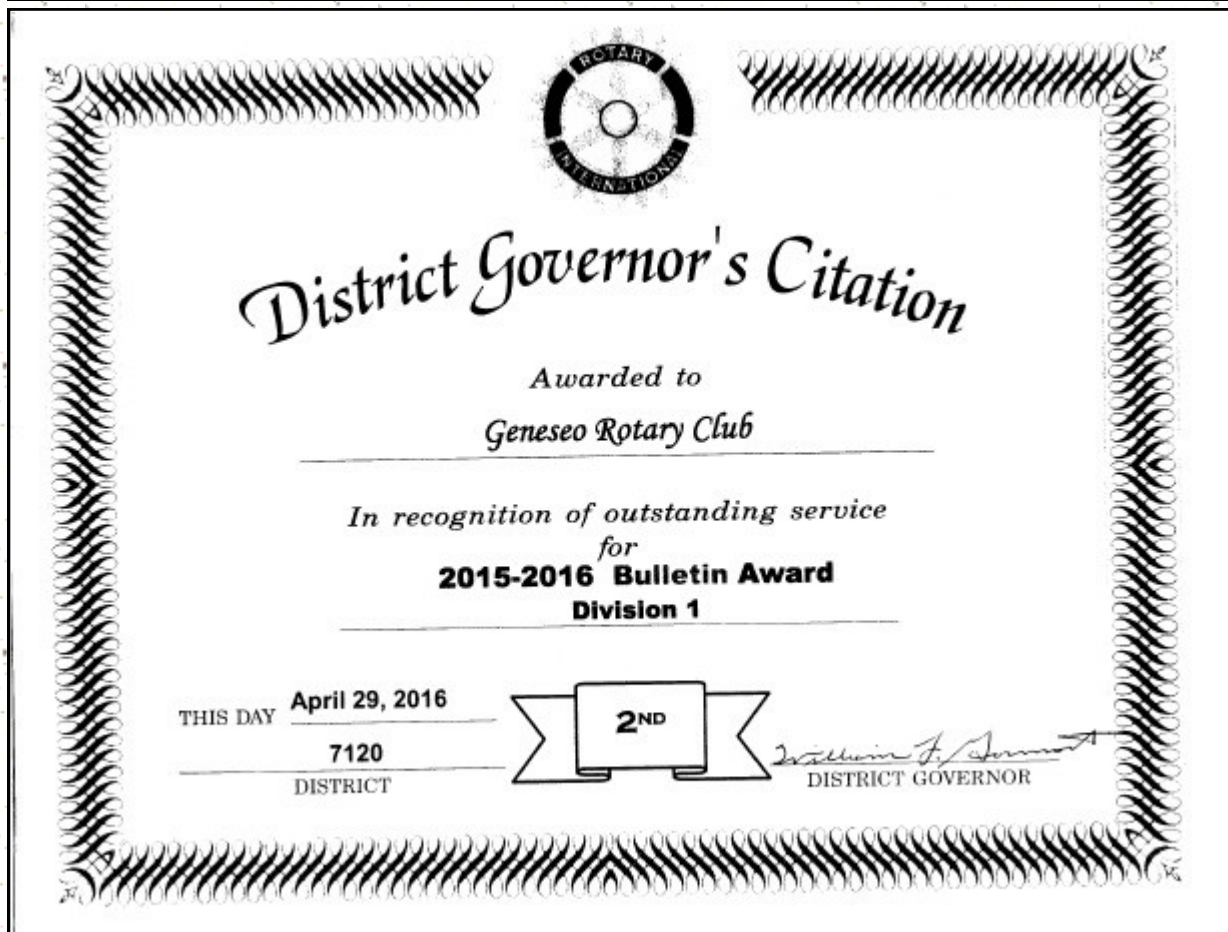 ROTARY
INTERNATIONAL
District Governor's Citation
Awarded to
Geneseo Rotary Club
In recognition of outstanding service
for
2015-2016 Bulletin Award
Division 1
THIS DAY April 29, 2016
7120
DISTRICT
2ND
William F.
DISTRICT GOVERNOR